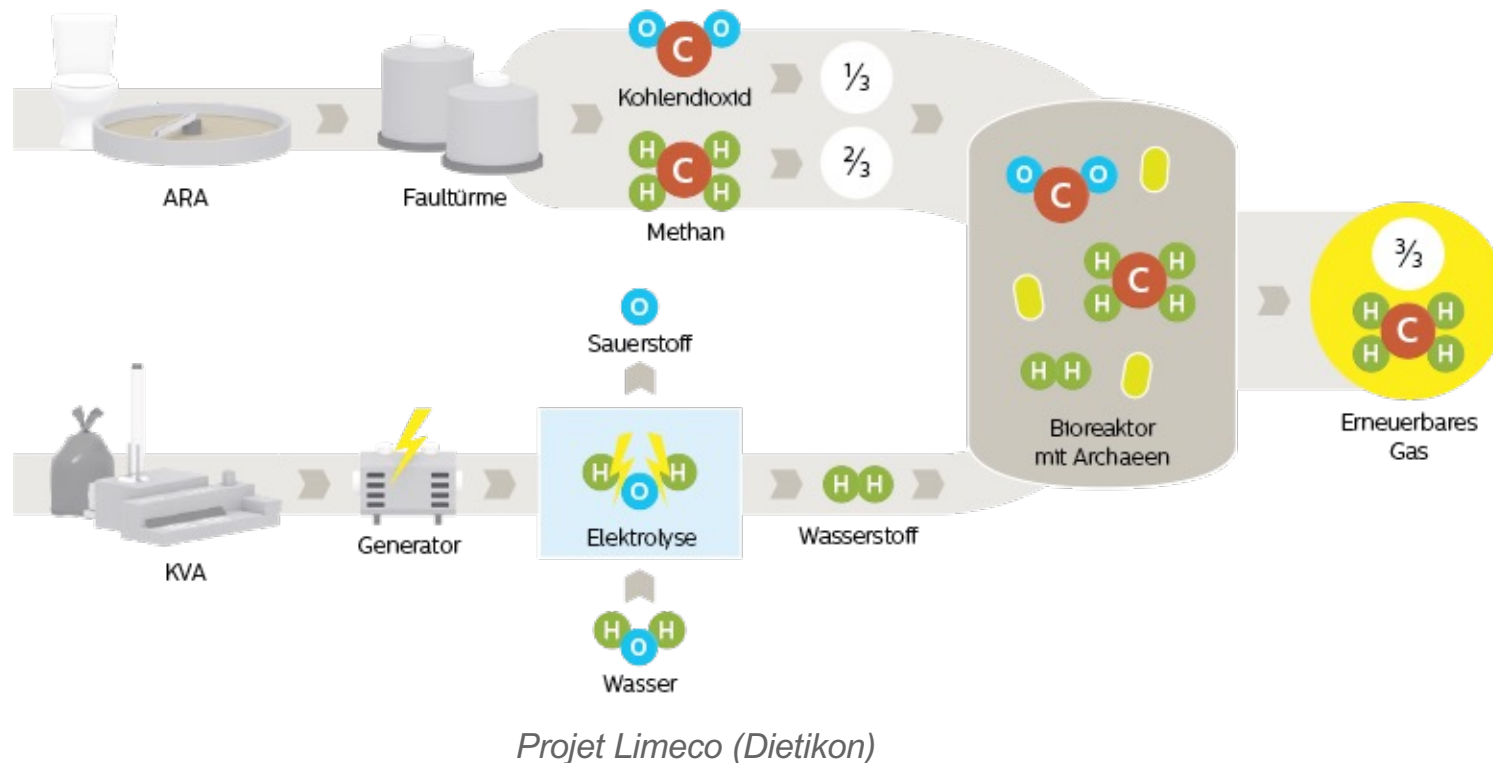 O
O
C
Kohlendioxid
1/3
H
H
C
H
H
Methan
2/3
ARA
Faultürme
O
Sauerstoff
O
O
C
H
H
C
H
H
H H
Bioreaktor
mit Archaeen
3/3
H
H
C
H
H
Erneuerbares
Gas
KVA
Generator
H
H
O
Elektrolyse
H H
Wasserstoff
H
H
O
Wasser
Projet Limeco (Dietikon)